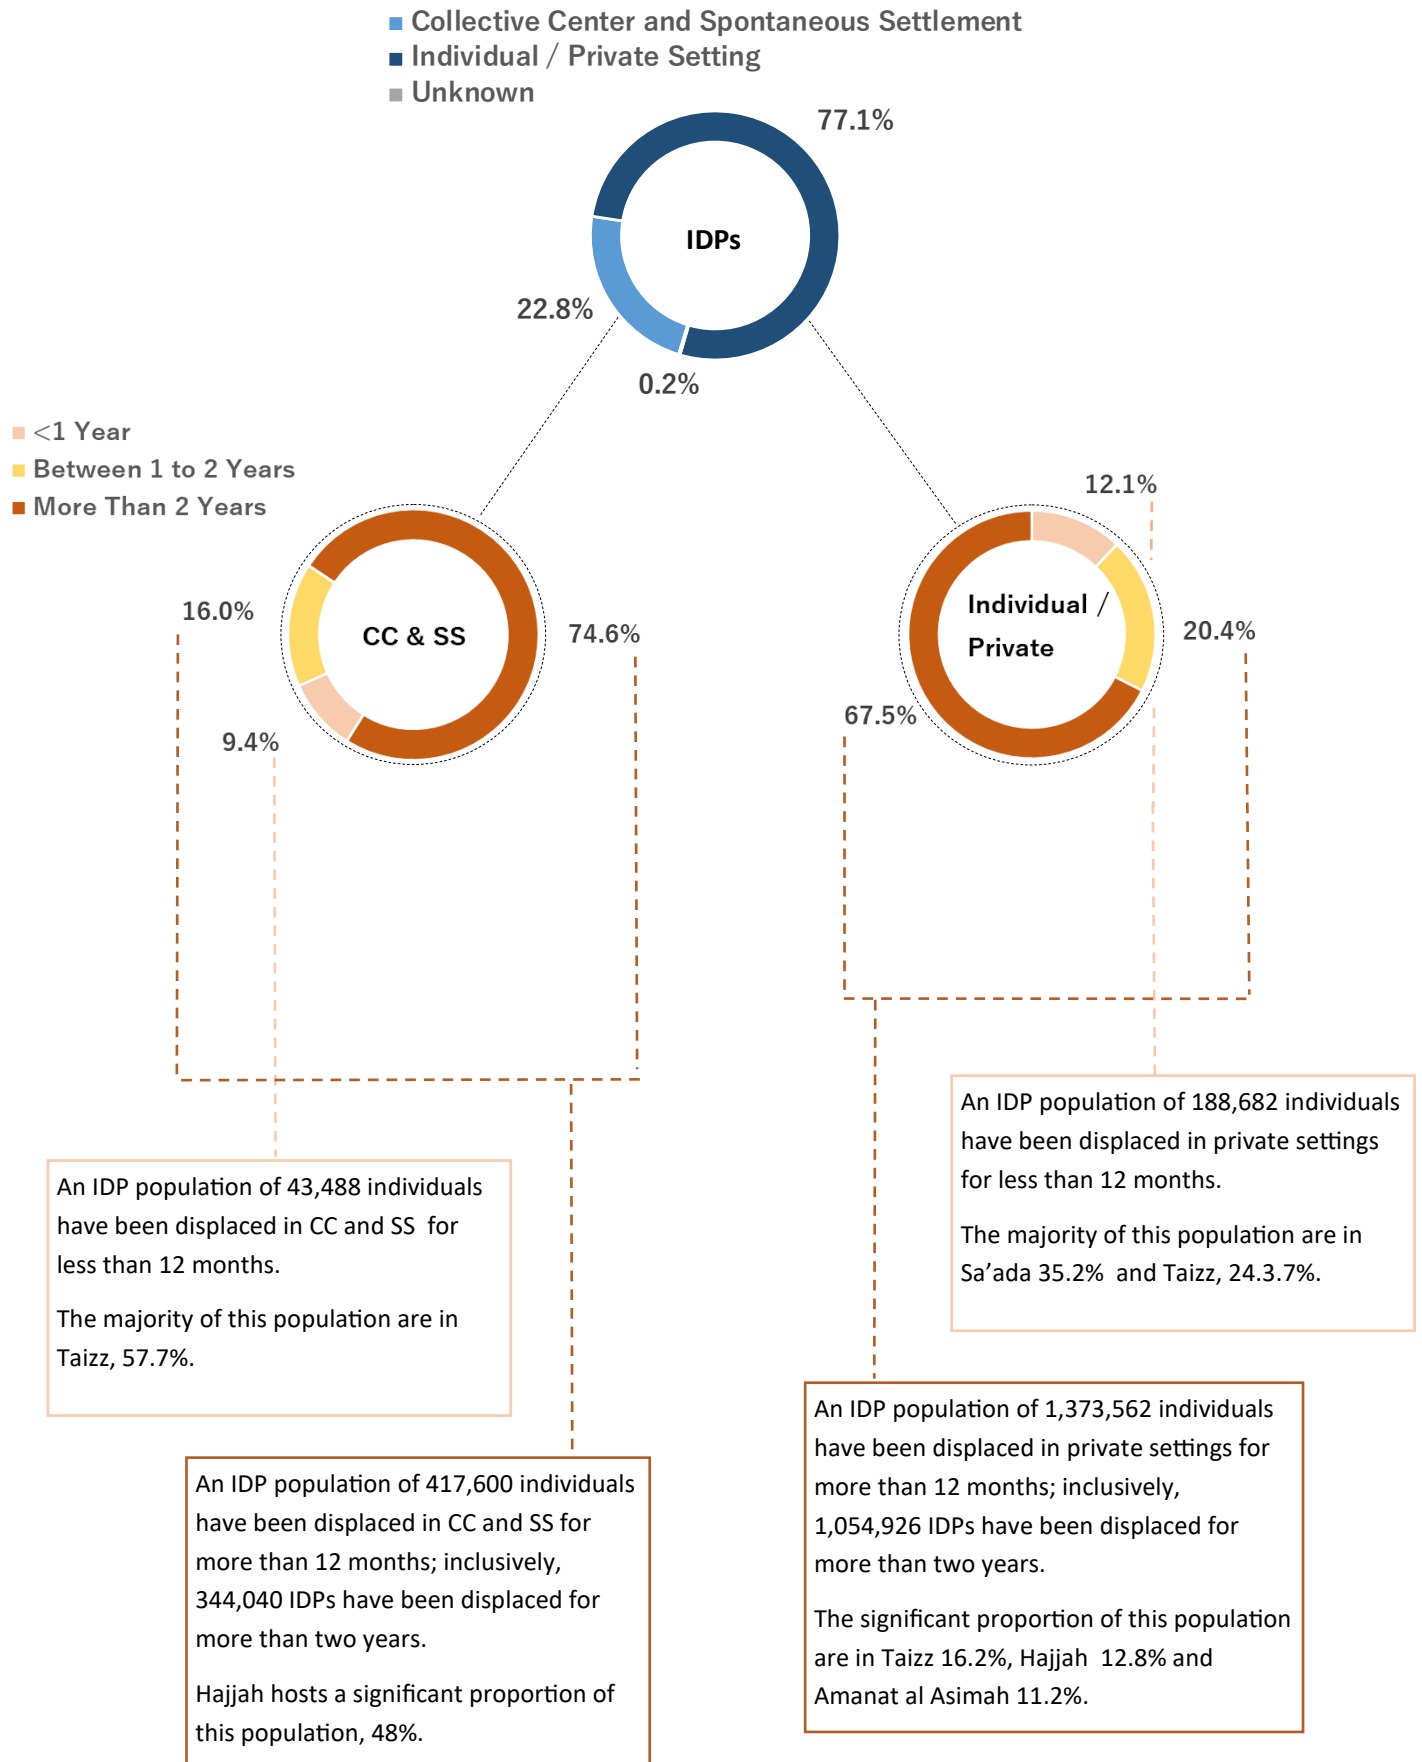 Collective Center and Spontaneous Settlement
Individual / Private Setting
Unknown
77.1%
IDPs
22.8%
0.2%
<1 Year
Between 1 to 2 Years
More Than 2 Years
12.1%
16.0%
CC & SS
74.6%
9.4%
Individual /
Private
20.4%
67.5%
An IDP population of 188,682 individuals
have been displaced in private settings
for less than 12 months.
The majority of this population are in
Sa’ada 35.2% and Taizz, 24.3.7%.
An IDP population of 43,488 individuals
have been displaced in CC and SS for
less than 12 months.
The majority of this population are in
Taizz, 57.7%.
An IDP population of 1,373,562 individuals
have been displaced in private settings for
more than 12 months; inclusively,
1,054,926 IDPs have been displaced for
more than two years.
The significant proportion of this population
are in Taizz 16.2%, Hajjah 12.8% and
Amanat al Asimah 11.2%.
An IDP population of 417,600 individuals
have been displaced in CC and SS for
more than 12 months; inclusively,
344,040 IDPs have been displaced for
more than two years.
Hajjah hosts a significant proportion of
this population, 48%.